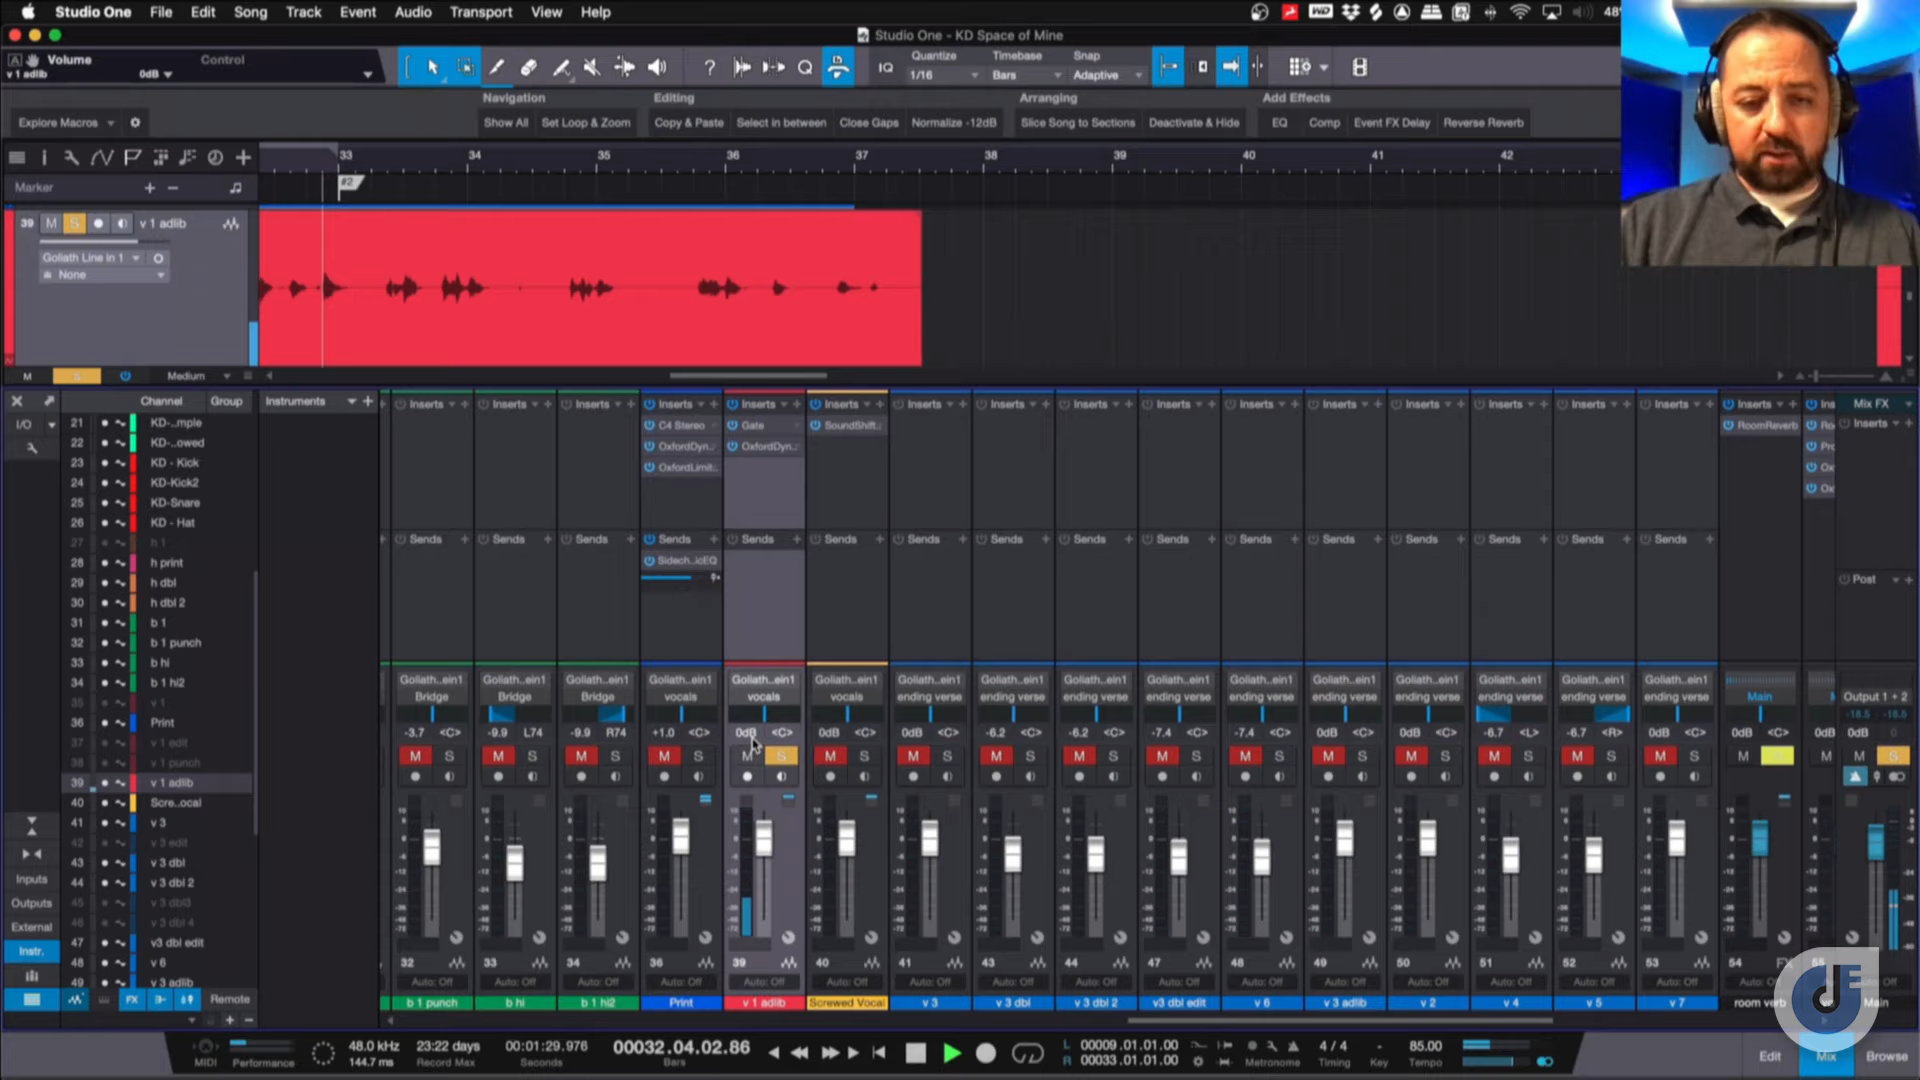 Studio One File Edit Song Track Event Audio Transport View Help
48
Studio One - KD Space of Mine
Volume Control
v 1 adlib 0dB
IQ Quantize Timebase Snap
1/16 Bars Adaptive
Navigation Editing Arranging Add Effects
Explore Macros Show All Set Loop & Zoom Copy & Paste Select in between Close Gaps Normalize -12dB Slice Song to Sections Deactivate & Hide EQ Comp Event FX Delay Reverse Reverb
33 34 35 36 37 38 39 40 41 42
Marker + − #2
39 M S v 1 adlib
Goliath Line in 1
None
M S Medium
Channel Group Instruments
I/O
21 KD-..mple
22 KD-..owed
23 KD - Kick
24 KD-Kick2
25 KD-Snare
26 KD - Hat
27 h 1
28 h print
29 h dbl
30 h dbl 2
31 b 1
32 b 1 punch
33 b hi
34 b 1 hi2
35 v 1
36 Print
37 v 1 edit
38 v 1 punch
39 v 1 adlib
40 Scre..ocal
41 v 3
42 v 3 edit
43 v 3 dbl
44 v 3 dbl 2
45 v 3 dbl3
46 v 3 dbl 4
47 v3 dbl edit
48 v 6
49 v 3 adlib
Inputs
Outputs
External
Instr.
FX Remote
Inserts Inserts Inserts Inserts Inserts Inserts Inserts Inserts Inserts Inserts Inserts Inserts Inserts Inserts Inserts Inserts Inserts Ins Mix FX
C4 Stereo Gate SoundShift.. RoomReverb Inserts
OxfordDyn.. OxfordDyn..
OxfordLimit..
Sends Sends Sends Sends Sends Sends Sends Sends Sends Sends Sends Sends Sends Sends Sends Sends
Sidech...icEQ
Post
Goliath..ein1 Goliath..ein1 Goliath..ein1 Goliath..ein1 Goliath..ein1 Goliath..ein1 Goliath..ein1 Goliath..ein1 Goliath..ein1 Goliath..ein1 Goliath..ein1 Goliath..ein1 Goliath..ein1 Goliath..ein1 Goliath..ein1 Goliath..ein1
Bridge Bridge Bridge vocals vocals vocals ending verse ending verse ending verse ending verse ending verse ending verse ending verse ending verse ending verse ending verse Main Output 1 + 2
-18.5 -18.5
-3.7 <C> -9.9 L74 -9.9 R74 +1.0 <C> 0dB <C> 0dB <C> 0dB <C> -6.2 <C> -6.2 <C> -7.4 <C> -7.4 <C> 0dB <C> 0dB <C> -6.7 <L> -6.7 <R> 0dB <C> 0dB <C> 0dB 0
M S M S M S M S M S M S M S M S M S M S M S M S M S M S M S M S M M S
32 33 34 36 39 40 41 43 44 47 48 49 50 51 52 53 54 FX 55
Auto: Off Auto: Off Auto: Off Auto: Off Auto: Off Auto: Off Auto: Off Auto: Off Auto: Off Auto: Off Auto: Off Auto: Off Auto: Off Auto: Off Auto: Off Auto: Off Auto: Off
b 1 punch b hi b 1 hi2 Print v 1 adlib Screwed Vocal v 3 v 3 dbl v 3 dbl 2 v3 dbl edit v 6 v 3 adlib v 2 v 4 v 5 v 7 room verb Main
MIDI Performance
48.0 kHz
144.7 ms
23:22 days
Record Max
00:01:29.976
Seconds
00032.04.02.86
Bars
L 00009.01.01.00
R 00033.01.01.00
Metronome
4 / 4
Timing
-
Key
85.00
Tempo
Edit Mix Browse